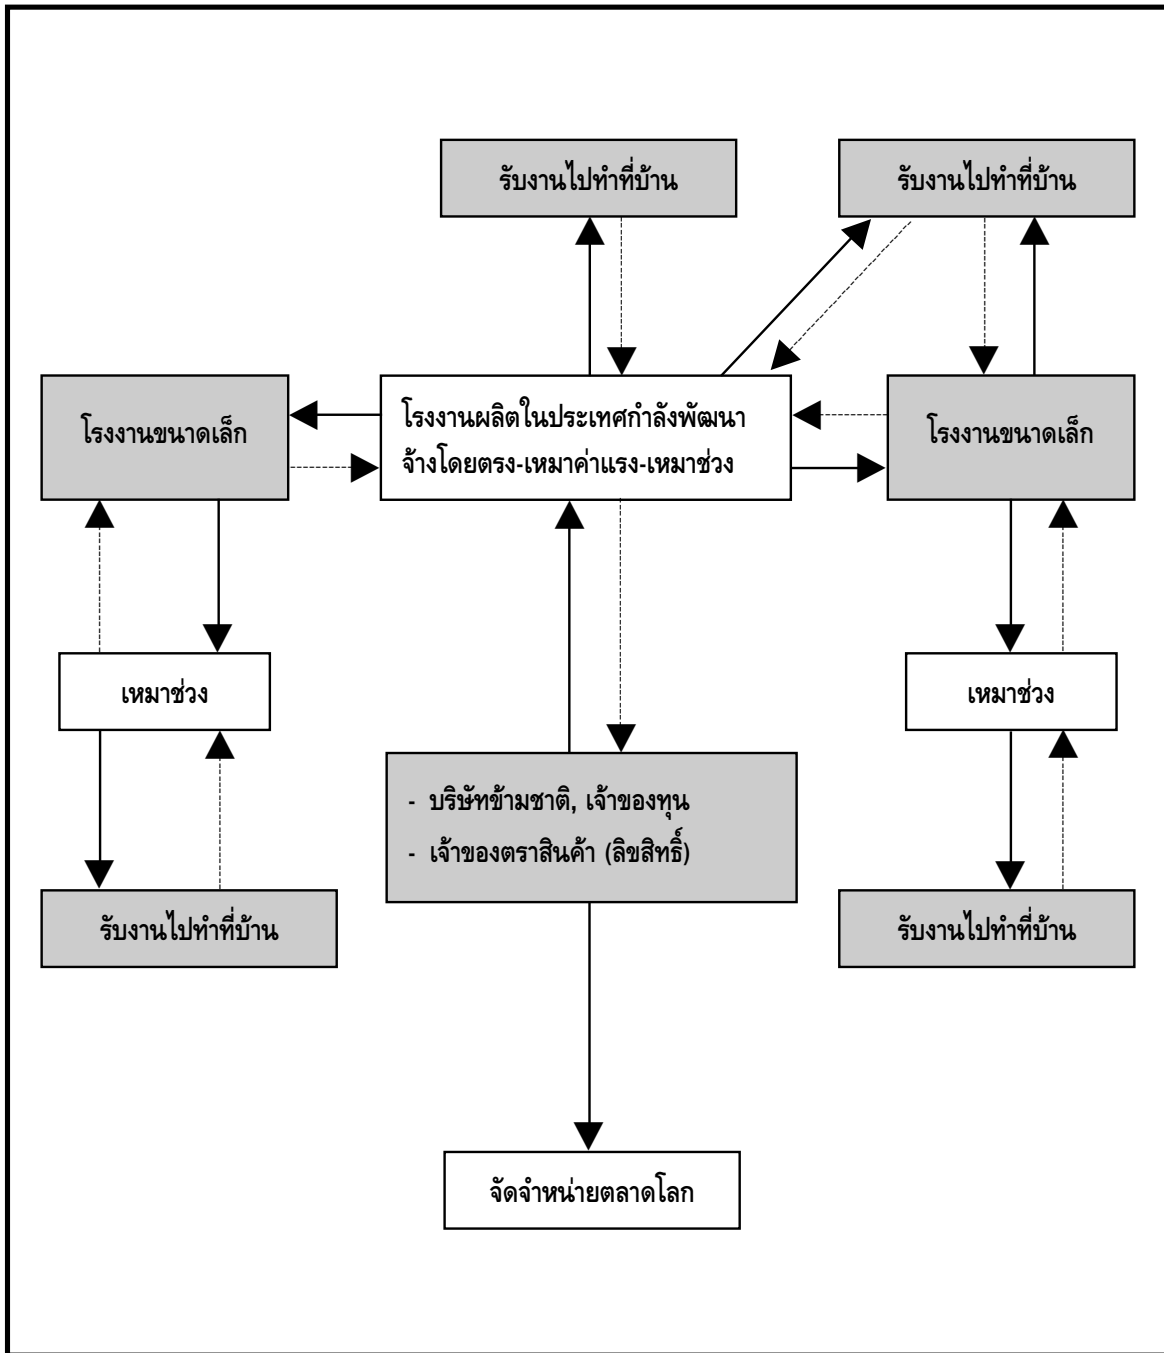 รับงานไปทำที่บ้าน
รับงานไปทำที่บ้าน
โรงงานขนาดเล็ก
โรงงานผลิตในประเทศกำลังพัฒนา
จ้างโดยตรง-เหมาค่าแรง-เหมาช่วง
โรงงานขนาดเล็ก
เหมาช่วง
เหมาช่วง
- บริษัทข้ามชาติ, เจ้าของทุน
- เจ้าของตราสินค้า (ลิขสิทธิ์)
รับงานไปทำที่บ้าน
รับงานไปทำที่บ้าน
จัดจำหน่ายตลาดโลก